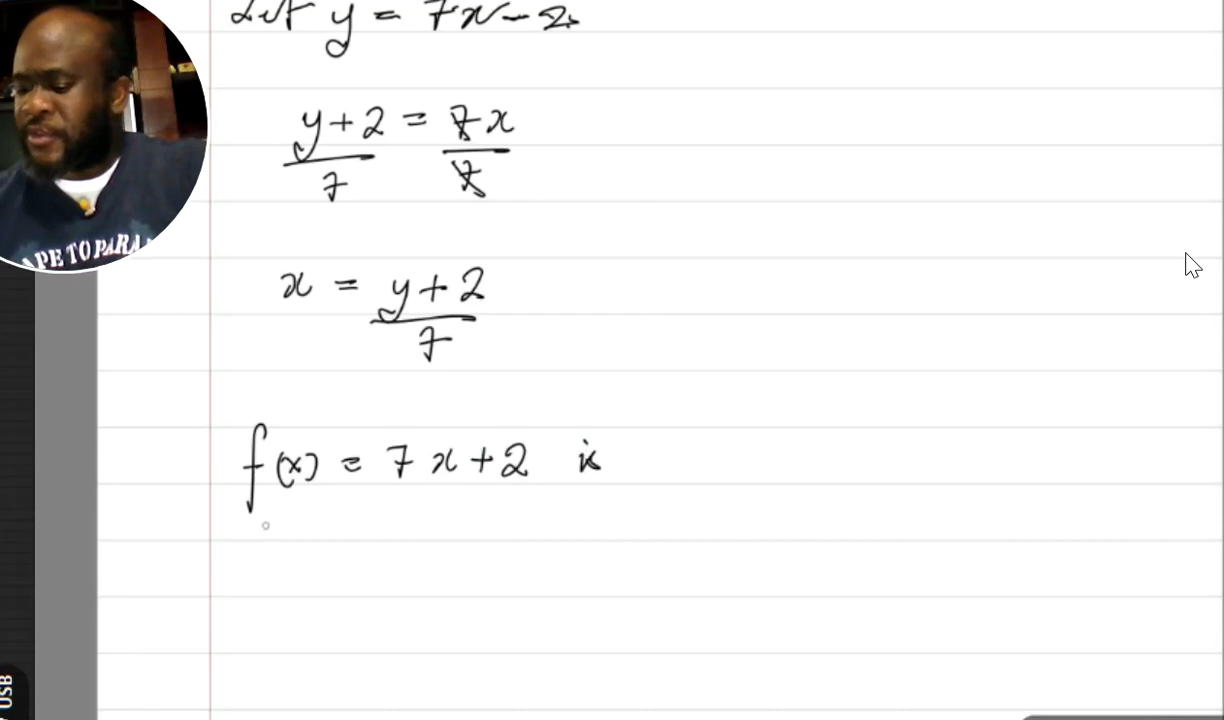 Let y = 7x - 2
y + 2 = 7x
7 7
x = y + 2
7
f(x) = 7x + 2 is
APE TO PARA
USB